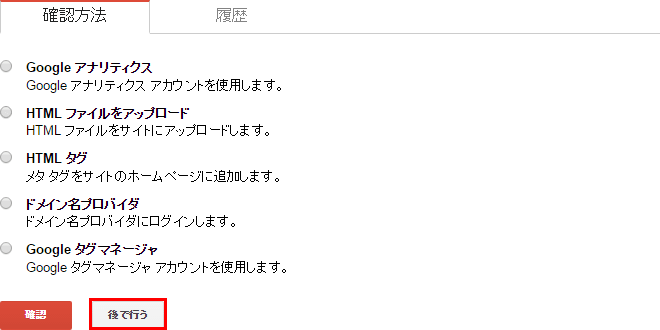 確認方法 履歴
Google アナリティクス
Google アナリティクス アカウントを使用します。
HTML ファイルをアップロード
HTML ファイルをサイトにアップロードします。
HTML タグ
メタ タグをサイトのホームページに追加します。
ドメイン名プロバイダ
ドメイン名プロバイダにログインします。
Google タグマネージャ
Google タグマネージャ アカウントを使用します。
確認 後で行う